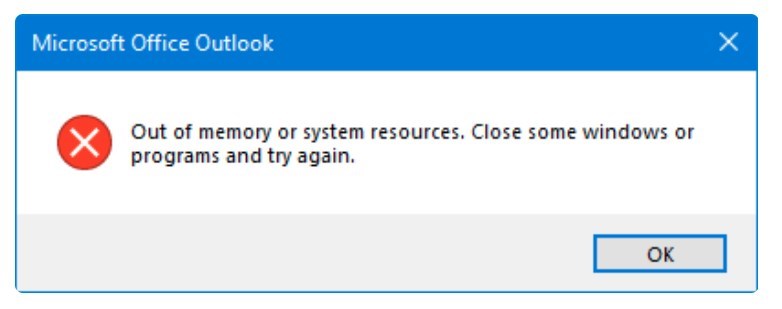 Microsoft Office Outlook
Out of memory or system resources. Close some windows or
programs and try again.
OK